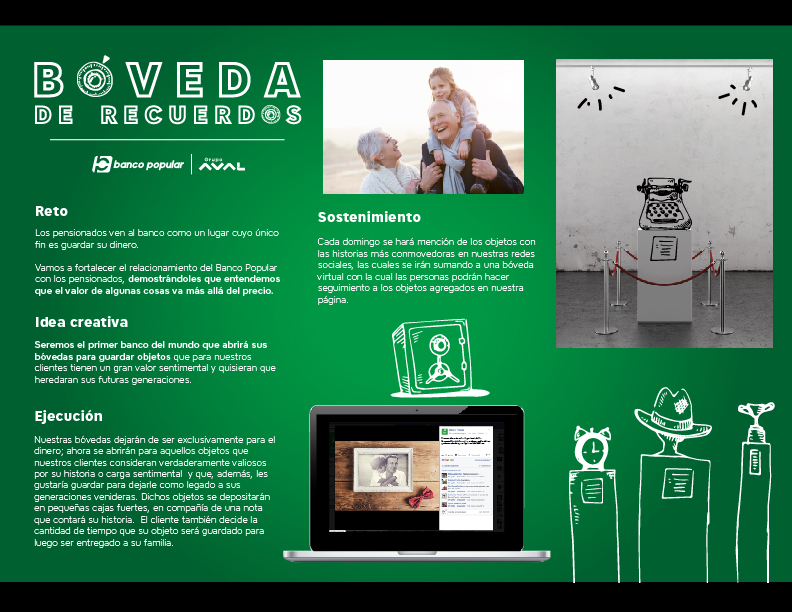 BÓVEDA
DE RECUERDOS
banco popular
Grupo
AVAL
Reto
Los pensionados ven al banco como un lugar cuyo único
fin es guardar su dinero.
Vamos a fortalecer el relacionamiento del Banco Popular
con los pensionados, demostrándoles que entendemos
que el valor de algunas cosas va más allá del precio.
Idea creativa
Seremos el primer banco del mundo que abrirá sus
bóvedas para guardar objetos que para nuestros
clientes tienen un gran valor sentimental y quisieran que
heredaran sus futuras generaciones.
Ejecución
Nuestras bóvedas dejarán de ser exclusivamente para el
dinero; ahora se abrirán para aquellos objetos que
nuestros clientes consideran verdaderamente valiosos
por su historia o carga sentimental y que, además, les
gustaría guardar para dejarle como legado a sus
generaciones venideras. Dichos objetos se depositarán
en pequeñas cajas fuertes, en compañía de una nota
que contará su historia. El cliente también decide la
cantidad de tiempo que su objeto será guardado para
luego ser entregado a su familia.
Sostenimiento
Cada domingo se hará mención de los objetos con
las historias más conmovedoras en nuestras redes
sociales, las cuales se irán sumando a una bóveda
virtual con la cual las personas podrán hacer
seguimiento a los objetos agregados en nuestra
página.